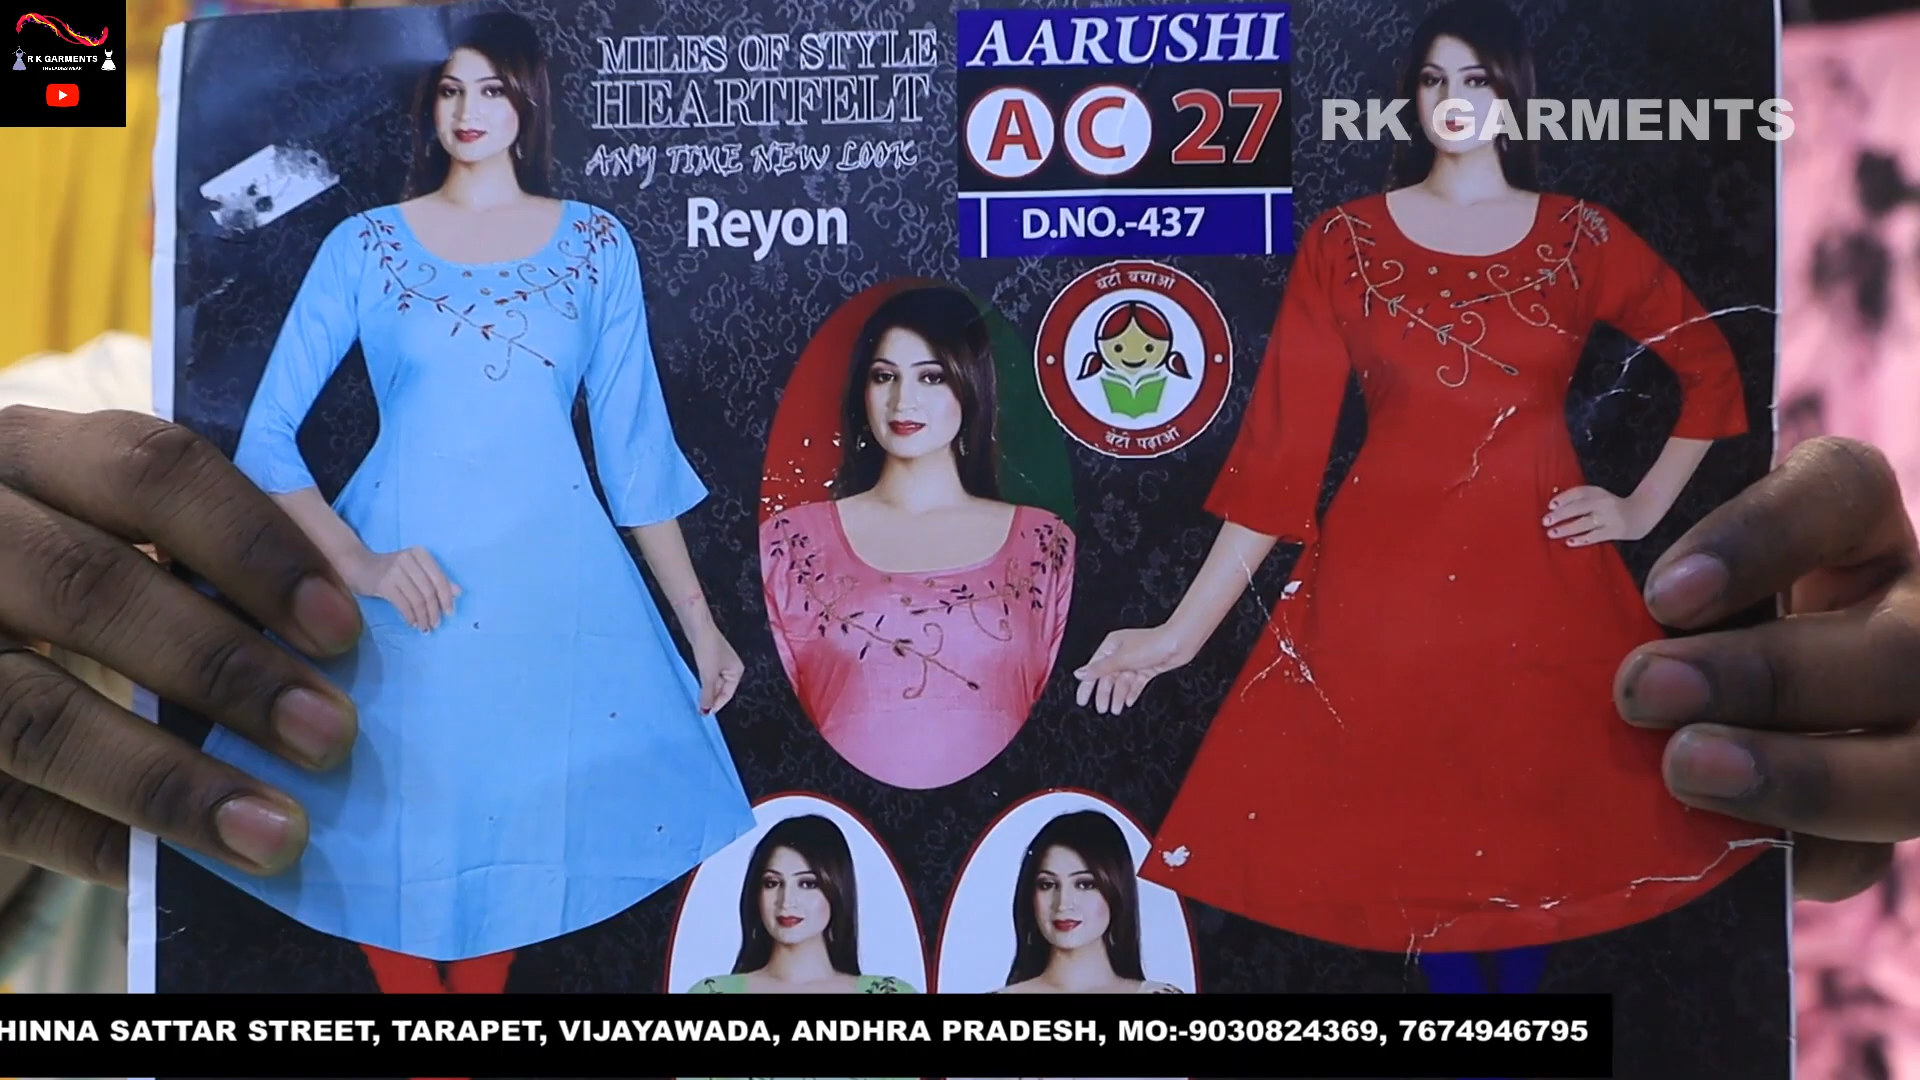 R K GARMENTS
MILES OF STYLE
HEARTFELT
ANY TIME NEW LOOK
Reyon
AARUSHI
A C 27
D.NO.-437
RK GARMENTS
बेटी बचाओ
बेटी पढ़ाओ
HINNA SATTAR STREET, TARAPET, VIJAYAWADA, ANDHRA PRADESH, MO:-9030824369, 7674946795